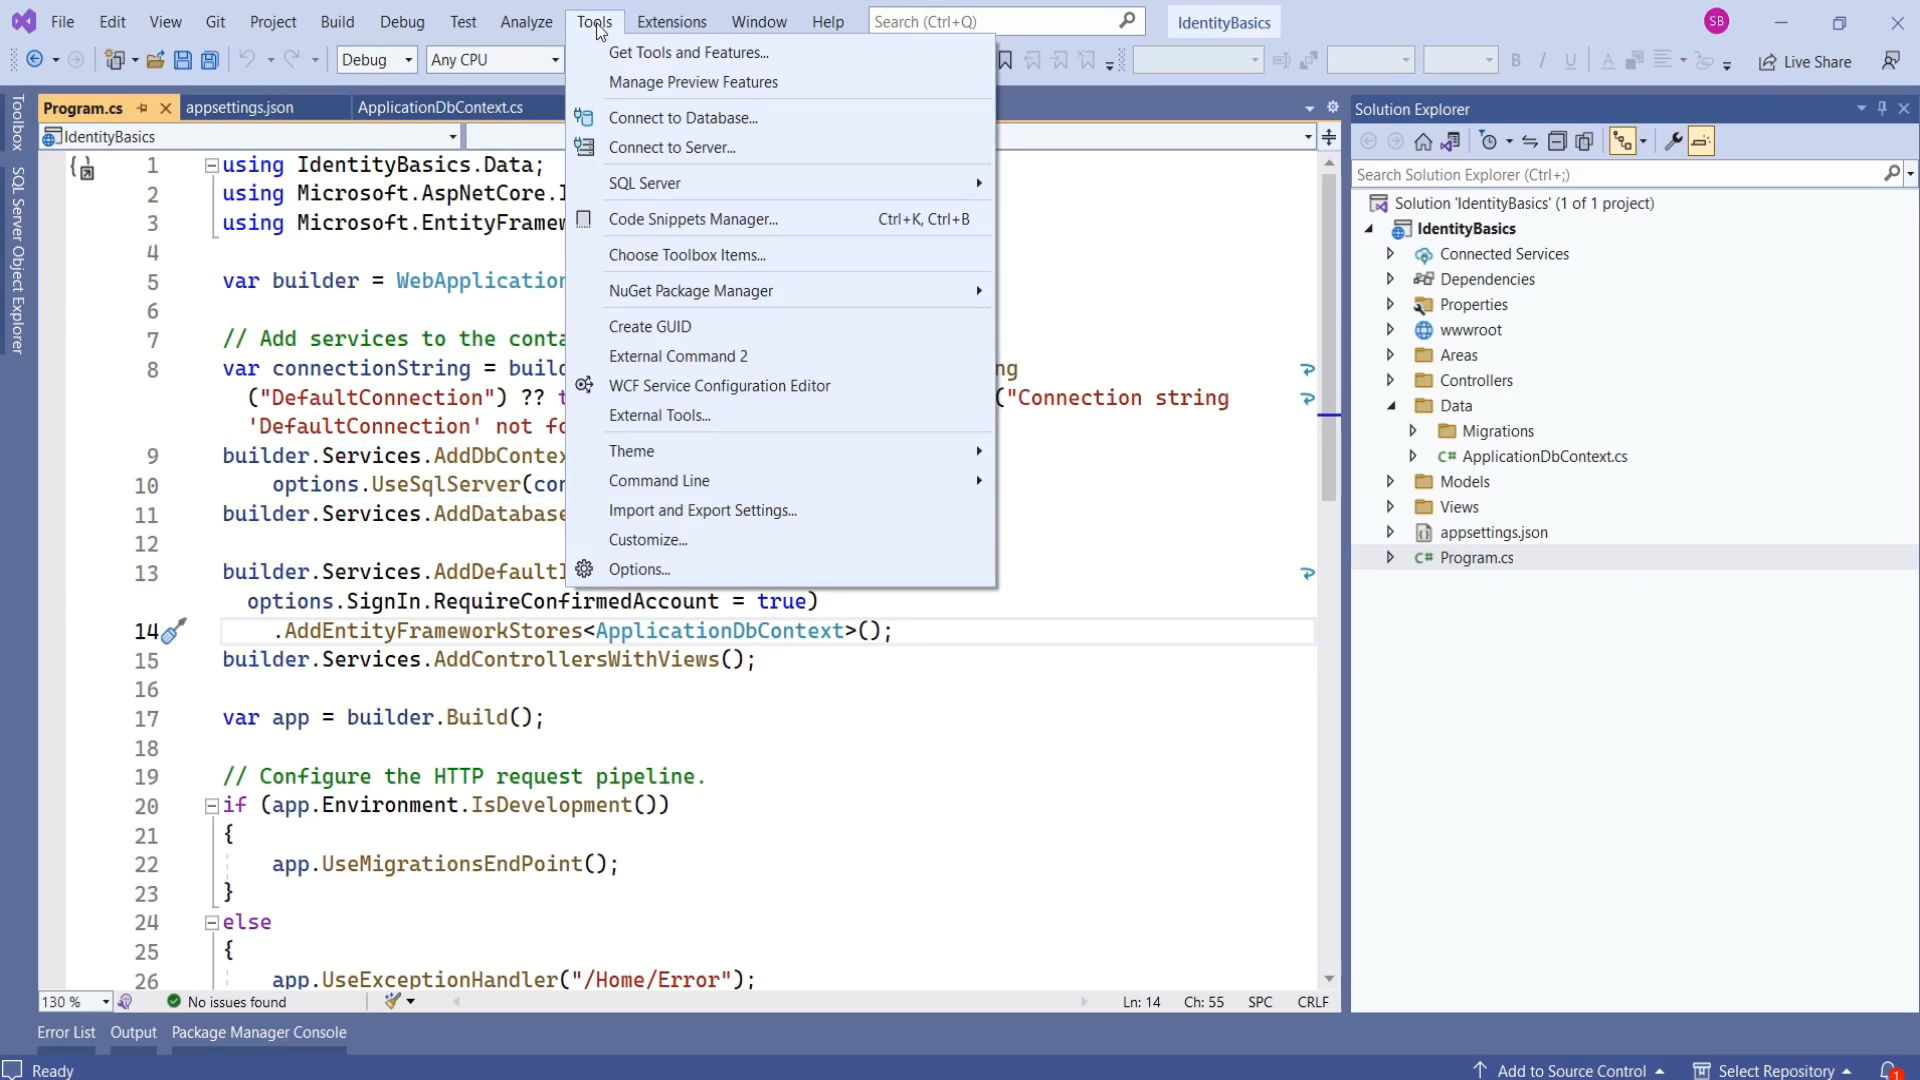 File Edit View Git Project Build Debug Test Analyze Tools Extensions Window Help Search (Ctrl+Q) IdentityBasics SB
Debug Any CPU Live Share
Program.cs appsettings.json ApplicationDbContext.cs
IdentityBasics
Toolbox
SQL Server Object Explorer
1 using IdentityBasics.Data;
2 using Microsoft.AspNetCore.I
3 using Microsoft.EntityFramew
4
5 var builder = WebApplication
6
7 // Add services to the conta
8 var connectionString = buil ng
("DefaultConnection") ?? t ("Connection string
'DefaultConnection' not fo
9 builder.Services.AddDbContex
10 options.UseSqlServer(con
11 builder.Services.AddDatabase
12
13 builder.Services.AddDefaultI
options.SignIn.RequireConfirmedAccount = true)
14 .AddEntityFrameworkStores<ApplicationDbContext>();
15 builder.Services.AddControllersWithViews();
16
17 var app = builder.Build();
18
19 // Configure the HTTP request pipeline.
20 if (app.Environment.IsDevelopment())
21 {
22 app.UseMigrationsEndPoint();
23 }
24 else
25 {
26 app.UseExceptionHandler("/Home/Error");
Get Tools and Features...
Manage Preview Features
Connect to Database...
Connect to Server...
SQL Server
Code Snippets Manager... Ctrl+K, Ctrl+B
Choose Toolbox Items...
NuGet Package Manager
Create GUID
External Command 2
WCF Service Configuration Editor
External Tools...
Theme
Command Line
Import and Export Settings...
Customize...
Options...
Solution Explorer
Search Solution Explorer (Ctrl+;)
Solution 'IdentityBasics' (1 of 1 project)
IdentityBasics
Connected Services
Dependencies
Properties
wwwroot
Areas
Controllers
Data
Migrations
C# ApplicationDbContext.cs
Models
Views
appsettings.json
C# Program.cs
130 % No issues found Ln: 14 Ch: 55 SPC CRLF
Error List Output Package Manager Console
Ready Add to Source Control Select Repository 1